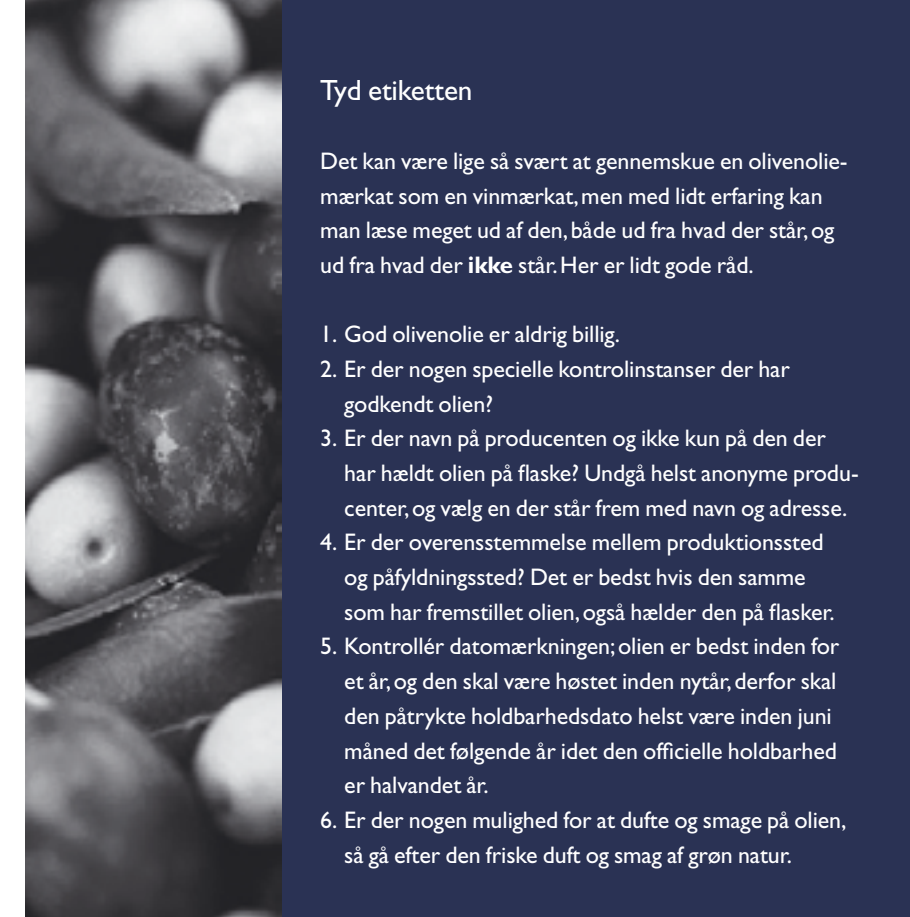 Tyd etiketten
Det kan være lige så svært at gennemskue en olivenolie-
mærkat som en vinmærkat, men med lidt erfaring kan
man læse meget ud af den, både ud fra hvad der står, og
ud fra hvad der ikke står. Her er lidt gode råd.
1. God olivenolie er aldrig billig.
2. Er der nogen specielle kontrolinstanser der har
godkendt olien?
3. Er der navn på producenten og ikke kun på den der
har hældt olien på flaske? Undgå helst anonyme produ-
center, og vælg en der står frem med navn og adresse.
4. Er der overensstemmelse mellem produktionssted
og påfyldningssted? Det er bedst hvis den samme
som har fremstillet olien, også hælder den på flasker.
5. Kontrollér datomærkningen; olien er bedst inden for
et år, og den skal være høstet inden nytår, derfor skal
den påtrykte holdbarhedsdato helst være inden juni
måned det følgende år idet den officielle holdbarhed
er halvandet år.
6. Er der nogen mulighed for at dufte og smage på olien,
så gå efter den friske duft og smag af grøn natur.